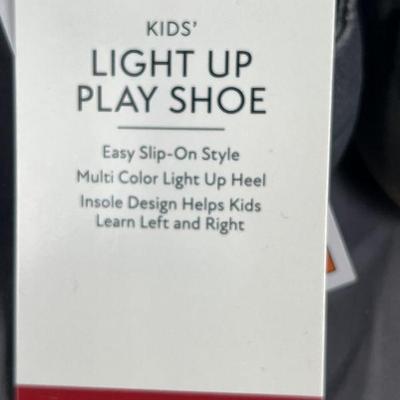 KIDS'
LIGHT UP
PLAY SHOE
Easy Slip-On Style
Multi Color Light Up Heel
Insole Design Helps Kids
Learn Left and Right